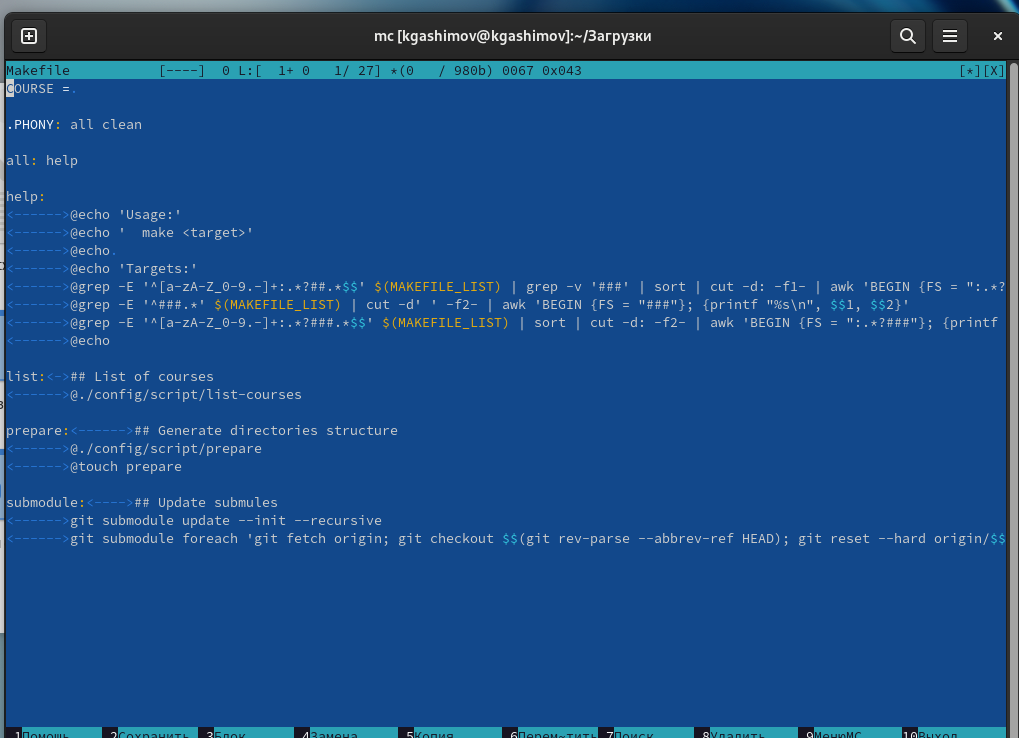 mc [kgashimov@kgashimov]:~/Загрузки
Makefile [----] 0 L:[ 1+ 0 1/ 27] *(0 / 980b) 0067 0x043 [*][X]
COURSE =.
.PHONY: all clean
all: help
help:
<------>@echo 'Usage:'
<------>@echo '  make <target>'
<------>@echo.
<------>@echo 'Targets:'
<------>@grep -E '^[a-zA-Z_0-9.-]+:.*?##.*$$' $(MAKEFILE_LIST) | grep -v '###' | sort | cut -d: -f1- | awk 'BEGIN {FS = ":.*?
<------>@grep -E '^###.*' $(MAKEFILE_LIST) | cut -d' ' -f2- | awk 'BEGIN {FS = "###"}; {printf "%s\n", $$1, $$2}'
<------>@grep -E '^[a-zA-Z_0-9.-]+:.*?###.*$$' $(MAKEFILE_LIST) | sort | cut -d: -f2- | awk 'BEGIN {FS = ":.*?###"}; {printf
<------>@echo
list:<->## List of courses
<------>@./config/script/list-courses
prepare:<------>## Generate directories structure
<------>@./config/script/prepare
<------>@touch prepare
submodule:<---->## Update submules
<------>git submodule update --init --recursive
<------>git submodule foreach 'git fetch origin; git checkout $$(git rev-parse --abbrev-ref HEAD); git reset --hard origin/$$
1Помощь 2Сохранить 3Блок 4Замена 5Копия 6Перем~тить 7Поиск 8Удалить 9МенюMC 10Выход